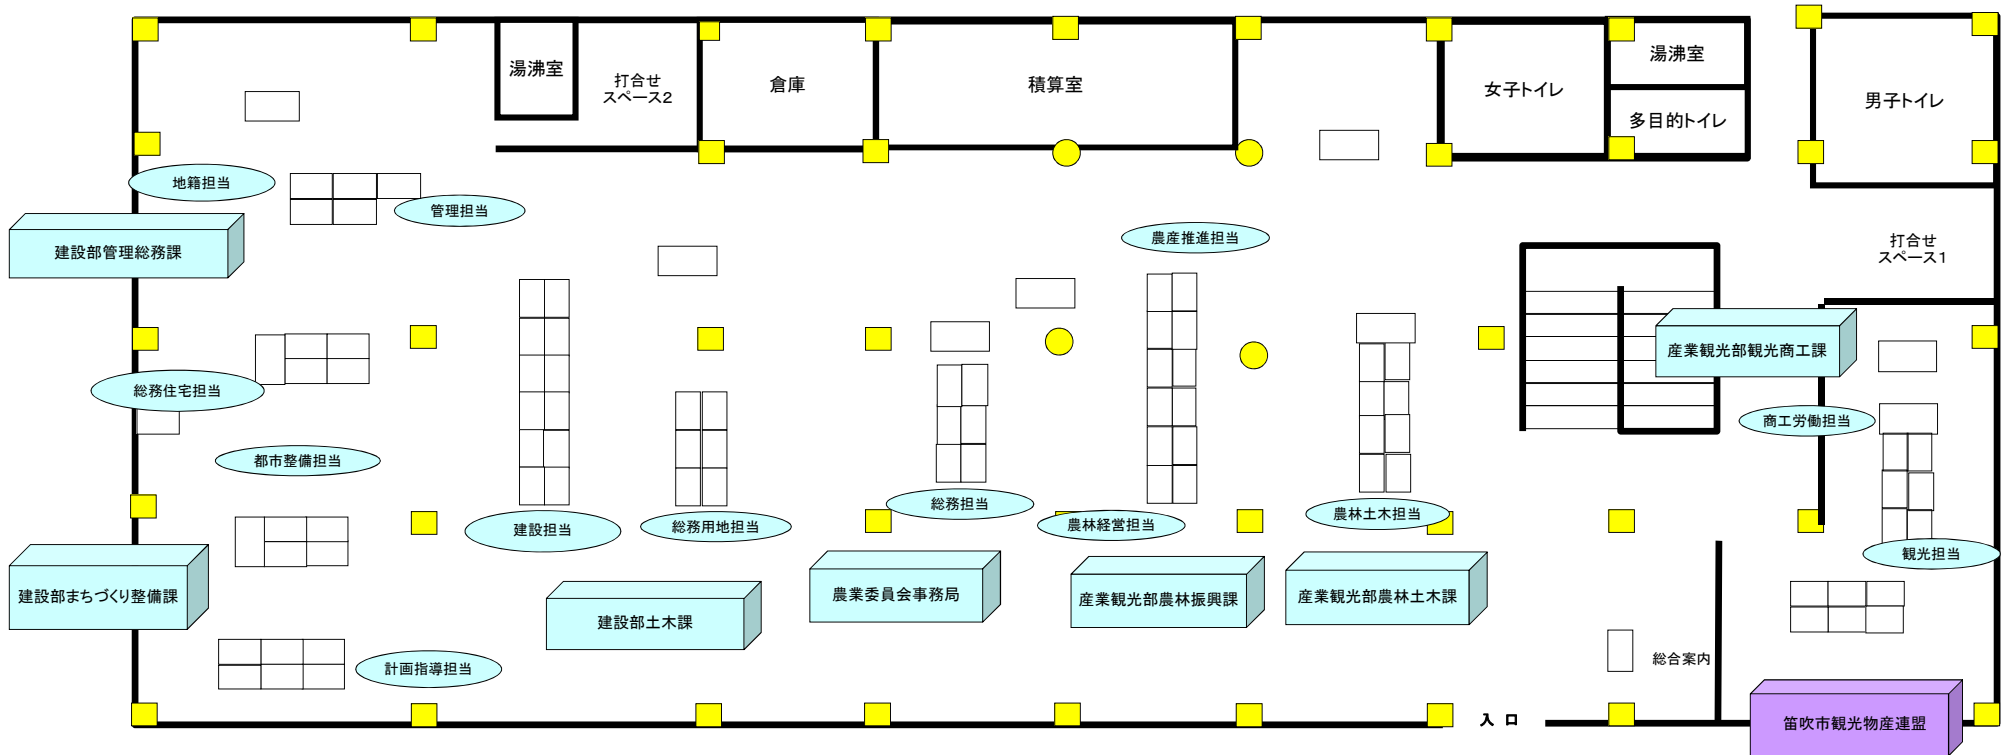 湯沸室
打合せ
スペース2
倉庫
積算室
女子トイレ
湯沸室
多目的トイレ
男子トイレ
地籍担当
管理担当
建設部管理総務課
農産推進担当
打合せ
スペース1
産業観光部観光商工課
総務住宅担当
商工労働担当
都市整備担当
建設担当
総務用地担当
総務担当
農林経営担当
農林土木担当
観光担当
建設部まちづくり整備課
建設部土木課
農業委員会事務局
産業観光部農林振興課
産業観光部農林土木課
計画指導担当
総合案内
入口
笛吹市観光物産連盟